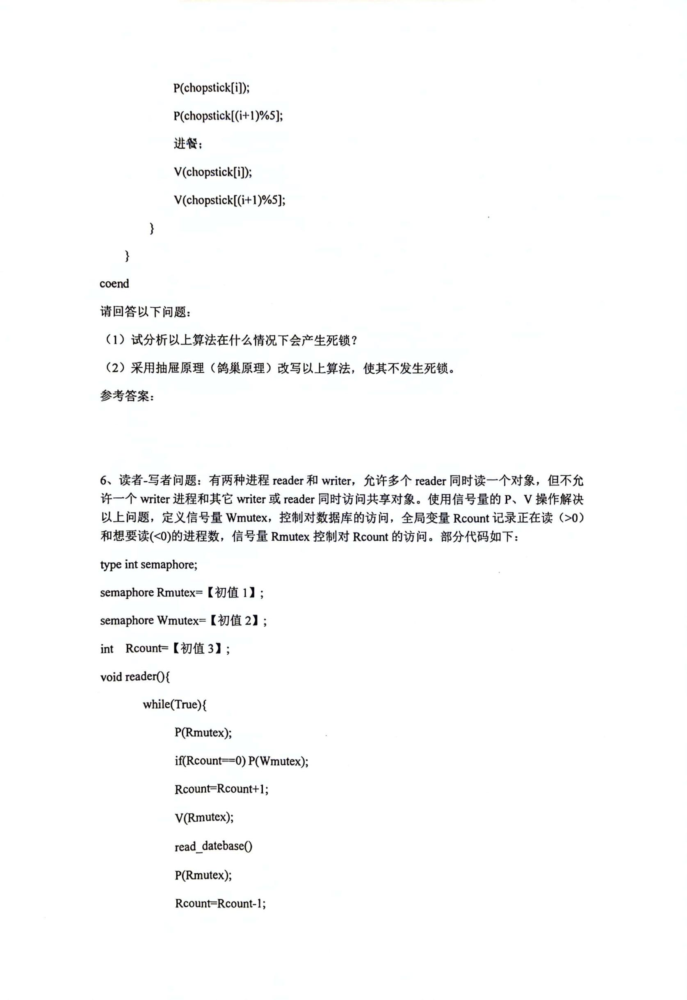 P(chopstick[i]);
P(chopstick[(i+1)%5];
进餐；
V(chopstick[i]);
V(chopstick[(i+1)%5];
}
}
coend
请回答以下问题：
（1）试分析以上算法在什么情况下会产生死锁？
（2）采用抽屉原理（鸽巢原理）改写以上算法，使其不发生死锁。
参考答案：
6、读者-写者问题：有两种进程 reader 和 writer，允许多个 reader 同时读一个对象，但不允
许一个 writer 进程和其它 writer 或 reader 同时访问共享对象。使用信号量的 P、V 操作解决
以上问题，定义信号量 Wmutex，控制对数据库的访问，全局变量 Rcount 记录正在读（>0）
和想要读(<0)的进程数，信号量 Rmutex 控制对 Rcount 的访问。部分代码如下：
type int semaphore;
semaphore Rmutex=【初值 1】;
semaphore Wmutex=【初值 2】;
int Rcount=【初值 3】;
void reader(){
while(True){
P(Rmutex);
if(Rcount==0) P(Wmutex);
Rcount=Rcount+1;
V(Rmutex);
read_datebase()
P(Rmutex);
Rcount=Rcount-1;